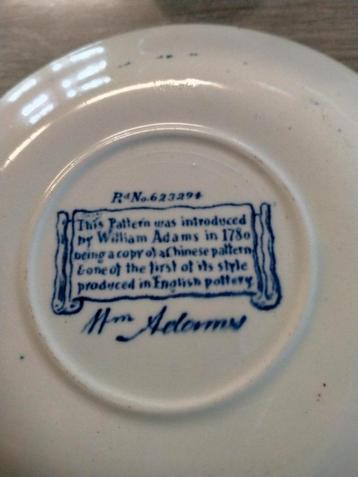 Rd No. 623294
This Pattern was introduced
by William Adams in 1780
being a copy of a Chinese pattern
& one of the first of its style
produced in English pottery
Wm Adams